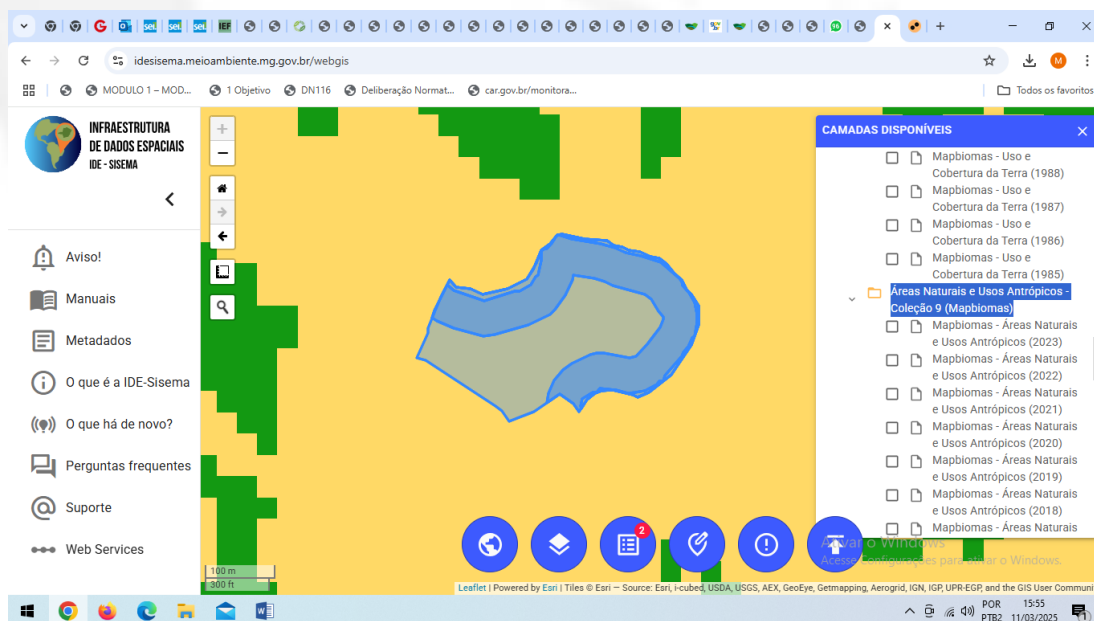 idesisema.meioambiente.mg.gov.br/webgis
MODULO 1 – MOD...
1 Objetivo
DN116
Deliberação Normat...
car.gov.br/monitora...
Todos os favoritos
INFRAESTRUTURA
DE DADOS ESPACIAIS
IDE - SISEMA
Aviso!
Manuais
Metadados
O que é a IDE-Sisema
O que há de novo?
Perguntas frequentes
Suporte
Web Services
CAMADAS DISPONÍVEIS
Mapbiomas - Uso e
Cobertura da Terra (1988)
Mapbiomas - Uso e
Cobertura da Terra (1987)
Mapbiomas - Uso e
Cobertura da Terra (1986)
Mapbiomas - Uso e
Cobertura da Terra (1985)
Áreas Naturais e Usos Antrópicos -
Coleção 9 (Mapbiomas)
Mapbiomas - Áreas Naturais
e Usos Antrópicos (2023)
Mapbiomas - Áreas Naturais
e Usos Antrópicos (2022)
Mapbiomas - Áreas Naturais
e Usos Antrópicos (2021)
Mapbiomas - Áreas Naturais
e Usos Antrópicos (2020)
Mapbiomas - Áreas Naturais
e Usos Antrópicos (2019)
Mapbiomas - Áreas Naturais
e Usos Antrópicos (2018)
Mapbiomas - Áreas Naturais
2
Ativar o Windows
Acesse Configurações para ativar o Windows.
100 m
300 ft
Leaflet | Powered by Esri | Tiles © Esri — Source: Esri, i-cubed, USDA, USGS, AEX, GeoEye, Getmapping, Aerogrid, IGN, IGP, UPR-EGP, and the GIS User Communi
POR
PTB2
15:55
11/03/2025